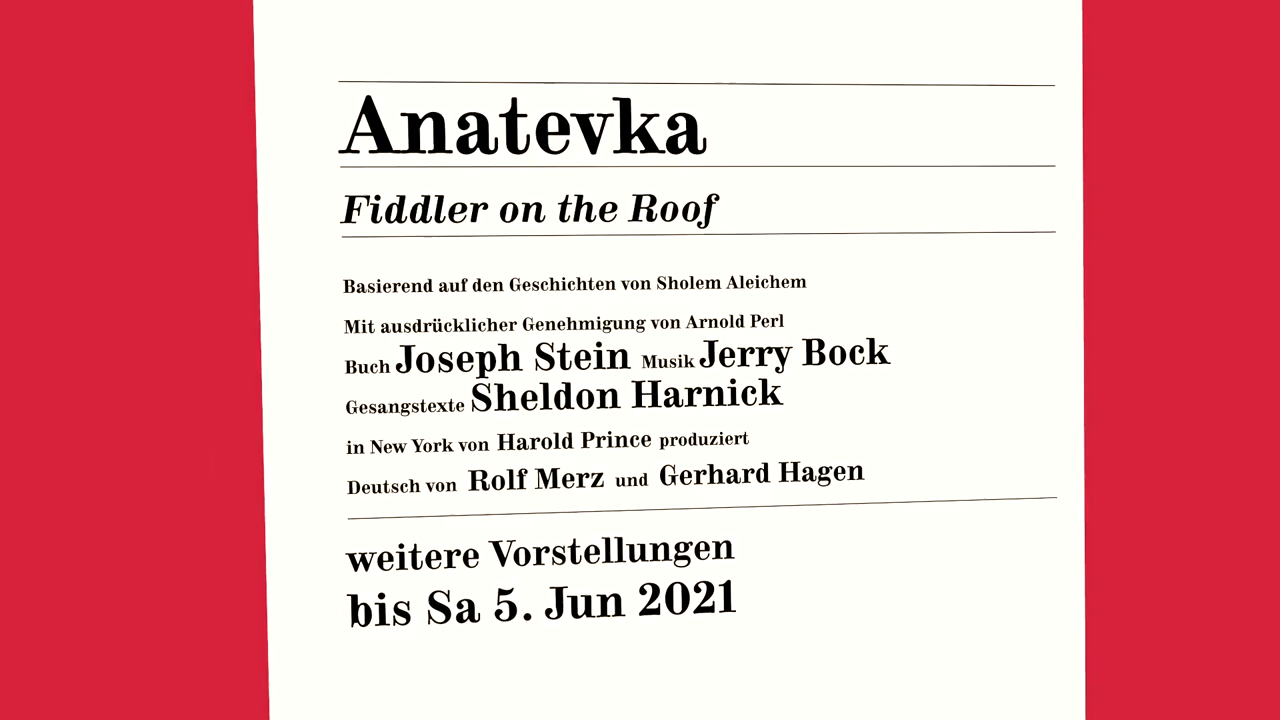 Anatevka
Fiddler on the Roof
Basierend auf den Geschichten von Sholem Aleichem
Mit ausdrücklicher Genehmigung von Arnold Perl
Buch Joseph Stein Musik Jerry Bock
Gesangstexte Sheldon Harnick
in New York von Harold Prince produziert
Deutsch von Rolf Merz und Gerhard Hagen
weitere Vorstellungen
bis Sa 5. Jun 2021